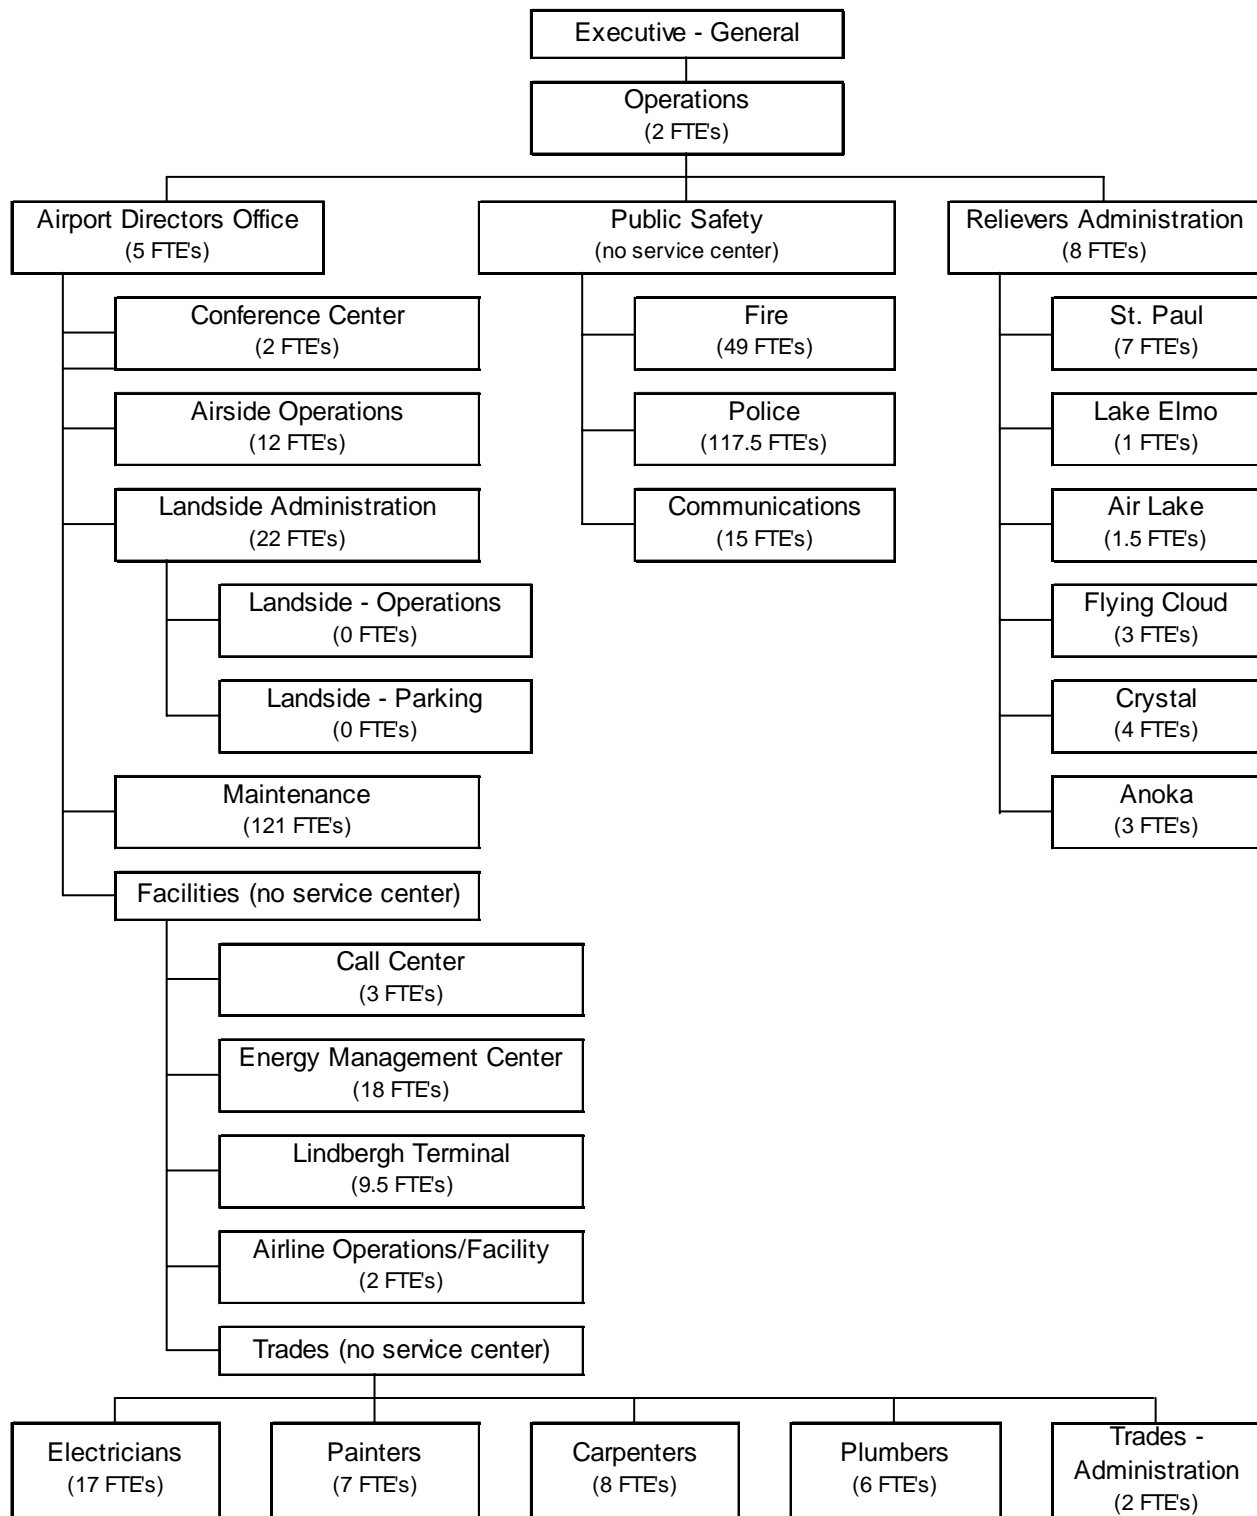 Executive - General
Operations
(2 FTE's)
Airport Directors Office
(5 FTE's)
Public Safety
(no service center)
Relievers Administration
(8 FTE's)
Conference Center
(2 FTE's)
Airside Operations
(12 FTE's)
Landside Administration
(22 FTE's)
Landside - Operations
(0 FTE's)
Landside - Parking
(0 FTE's)
Maintenance
(121 FTE's)
Facilities (no service center)
Call Center
(3 FTE's)
Energy Management Center
(18 FTE's)
Lindbergh Terminal
(9.5 FTE's)
Airline Operations/Facility
(2 FTE's)
Trades (no service center)
Electricians
(17 FTE's)
Painters
(7 FTE's)
Carpenters
(8 FTE's)
Plumbers
(6 FTE's)
Trades -
Administration
(2 FTE's)
Fire
(49 FTE's)
Police
(117.5 FTE's)
Communications
(15 FTE's)
St. Paul
(7 FTE's)
Lake Elmo
(1 FTE's)
Air Lake
(1.5 FTE's)
Flying Cloud
(3 FTE's)
Crystal
(4 FTE's)
Anoka
(3 FTE's)